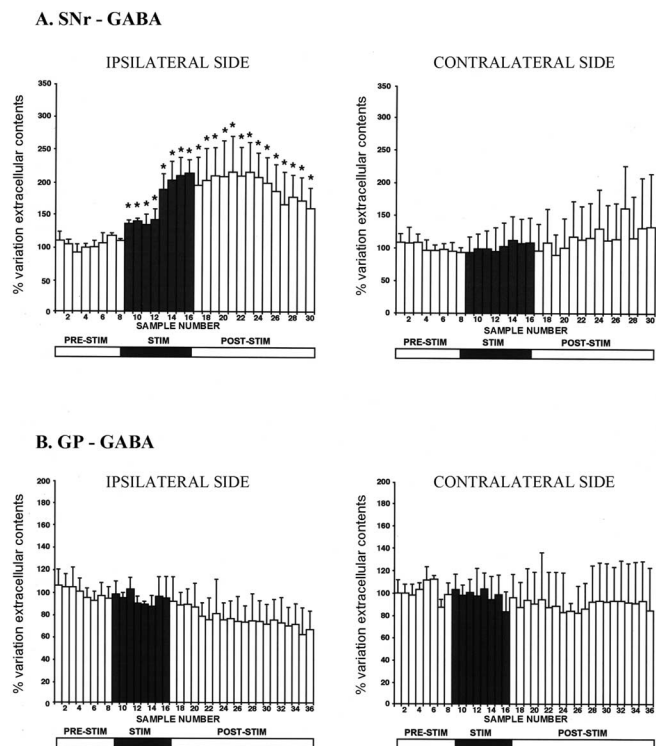 A. SNr - GABA
IPSILATERAL SIDE
% variation extracellular contents
350
300
250
200
150
100
50
0
* * * * * * * * * * * * * * * * * * * * * *
2 4 6 8 10 12 14 16 18 20 22 24 26 28 30
SAMPLE NUMBER
PRE-STIM STIM POST-STIM
CONTRALATERAL SIDE
% variation extracellular contents
350
300
250
200
150
100
50
0
2 4 6 8 10 12 14 16 18 20 22 24 26 28 30
SAMPLE NUMBER
PRE-STIM STIM POST-STIM
B. GP - GABA
IPSILATERAL SIDE
% variation extracellular contents
200
180
160
140
120
100
80
60
40
20
0
2 4 6 8 10 12 14 16 18 20 22 24 26 28 30 32 34 36
SAMPLE NUMBER
PRE-STIM STIM POST-STIM
CONTRALATERAL SIDE
% variation extracellular contents
200
180
160
140
120
100
80
60
40
20
0
2 4 6 8 10 12 14 16 18 20 22 24 26 28 30 32 34 36
SAMPLE NUMBER
PRE-STIM STIM POST-STIM